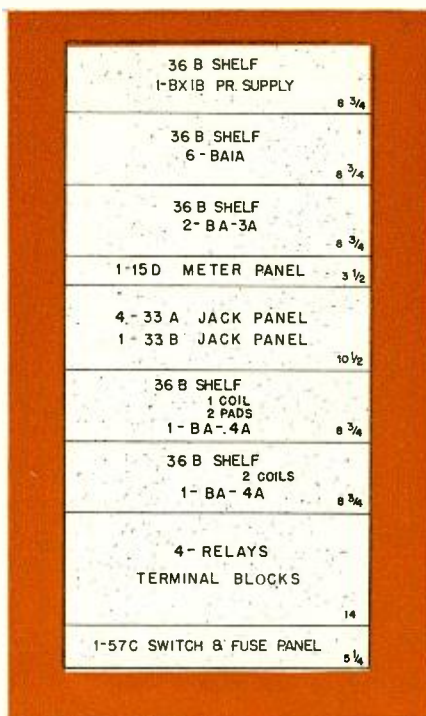 36 B SHELF
1-BX1B PR. SUPPLY
8 3/4
36 B SHELF
6-BA1A
8 3/4
36 B SHELF
2-BA-3A
8 3/4
1-15D METER PANEL 3 1/2
4-33 A JACK PANEL
1-33 B JACK PANEL
10 1/2
36 B SHELF
1 COIL
2 PADS
1-BA-.4A 8 3/4
36 B SHELF
2 COILS
1-BA-4A 8 3/4
4-RELAYS
TERMINAL BLOCKS
14
1-57C SWITCH & FUSE PANEL 5 1/4